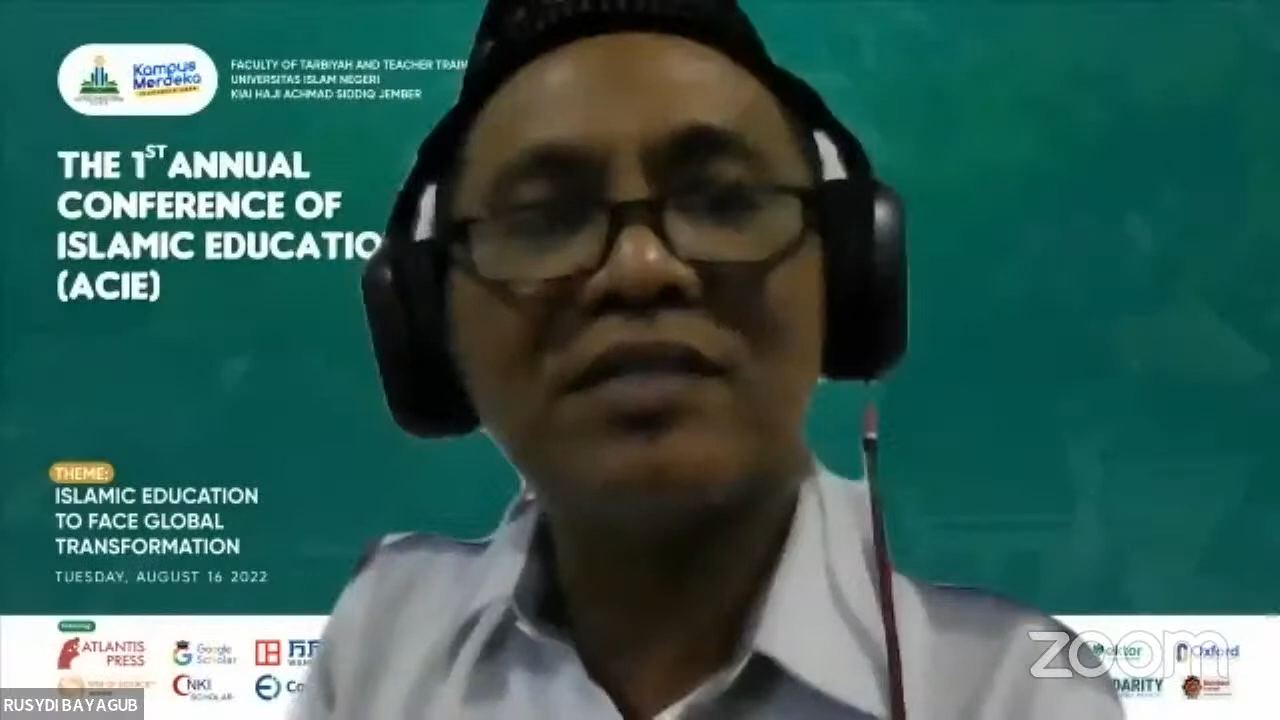 Kampus
Merdeka
FACULTY OF TARBIYAH AND TEACHER TRAIN
UNIVERSITAS ISLAM NEGERI
KIAI HAJI ACHMAD SIDDIQ JEMBER
THE 1ST ANNUAL
CONFERENCE OF
ISLAMIC EDUCATIO
(ACIE)
THEME:
ISLAMIC EDUCATION
TO FACE GLOBAL
TRANSFORMATION
TUESDAY, AUGUST 16 2022
ATLANTIS
PRESS
Google
Scholar
Oxford
CNKI
SCHOLAR
DARITY
zoom
RUSYDI BAYAGUB